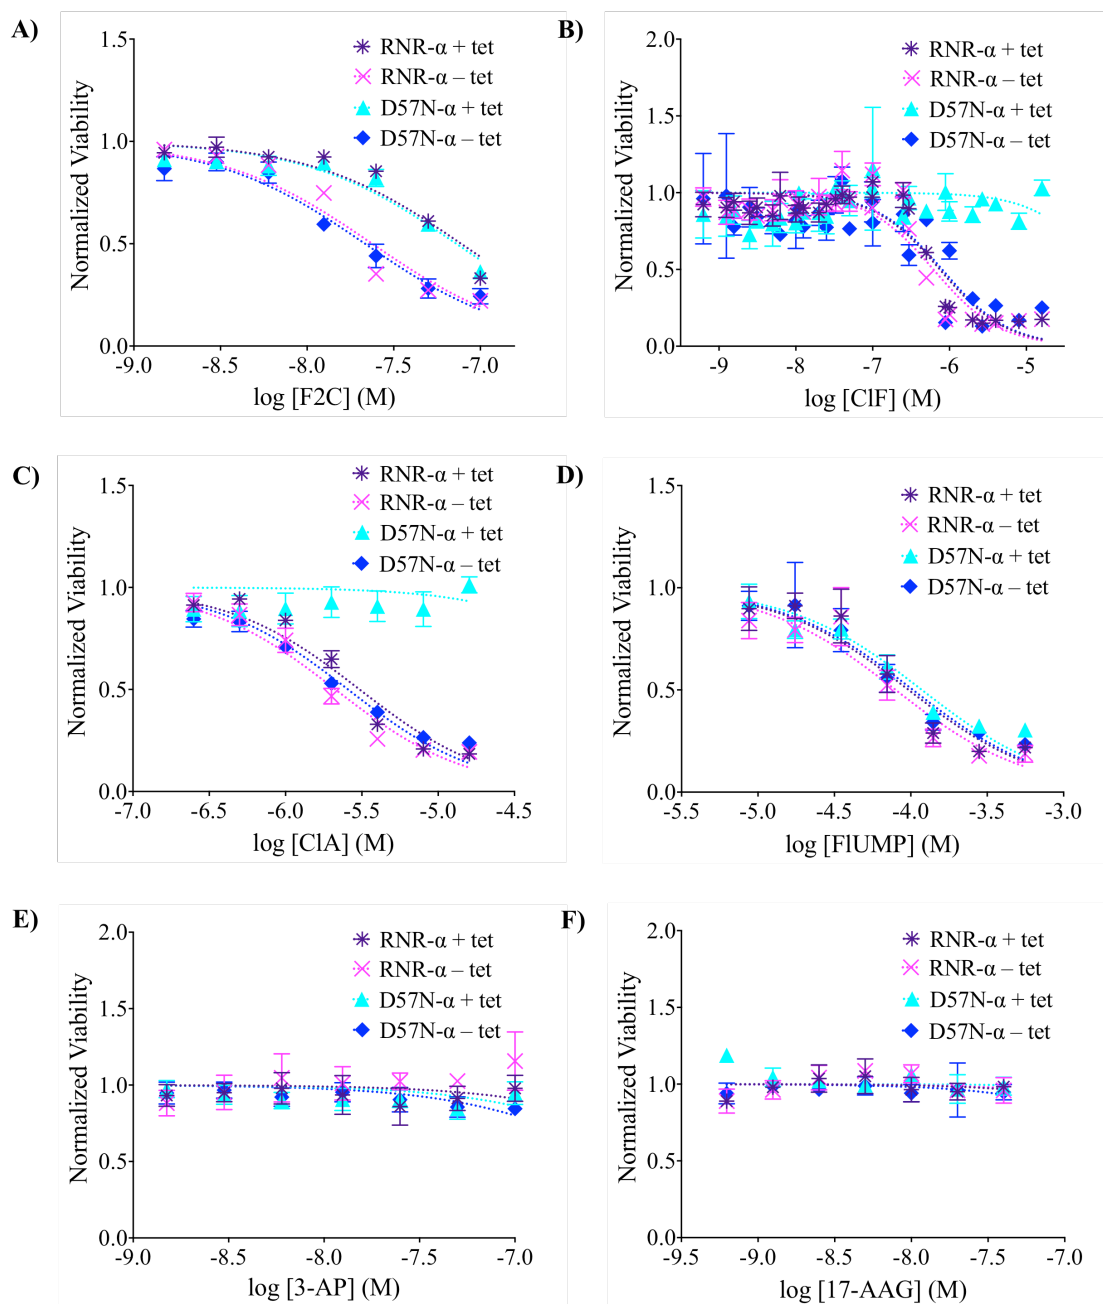 A)
Normalized Viability
1.5
1.0
0.5
0.0
-9.0 -8.5 -8.0 -7.5 -7.0
log [F2C] (M)
RNR-α + tet
RNR-α – tet
D57N-α + tet
D57N-α – tet
B)
Normalized Viability
2.0
1.5
1.0
0.5
0.0
-9 -8 -7 -6 -5
log [ClF] (M)
RNR-α + tet
RNR-α – tet
D57N-α + tet
D57N-α – tet
C)
Normalized Viability
1.5
1.0
0.5
0.0
-7.0 -6.5 -6.0 -5.5 -5.0 -4.5
log [ClA] (M)
RNR-α + tet
RNR-α – tet
D57N-α + tet
D57N-α – tet
D)
Normalized Viability
1.5
1.0
0.5
0.0
-5.5 -5.0 -4.5 -4.0 -3.5 -3.0
log [FlUMP] (M)
RNR-α + tet
RNR-α – tet
D57N-α + tet
D57N-α – tet
E)
Normalized Viability
2.0
1.5
1.0
0.5
0.0
-9.0 -8.5 -8.0 -7.5 -7.0
log [3-AP] (M)
RNR-α + tet
RNR-α – tet
D57N-α + tet
D57N-α – tet
F)
Normalized Viability
2.0
1.5
1.0
0.5
0.0
-9.5 -9.0 -8.5 -8.0 -7.5 -7.0
log [17-AAG] (M)
RNR-α + tet
RNR-α – tet
D57N-α + tet
D57N-α – tet